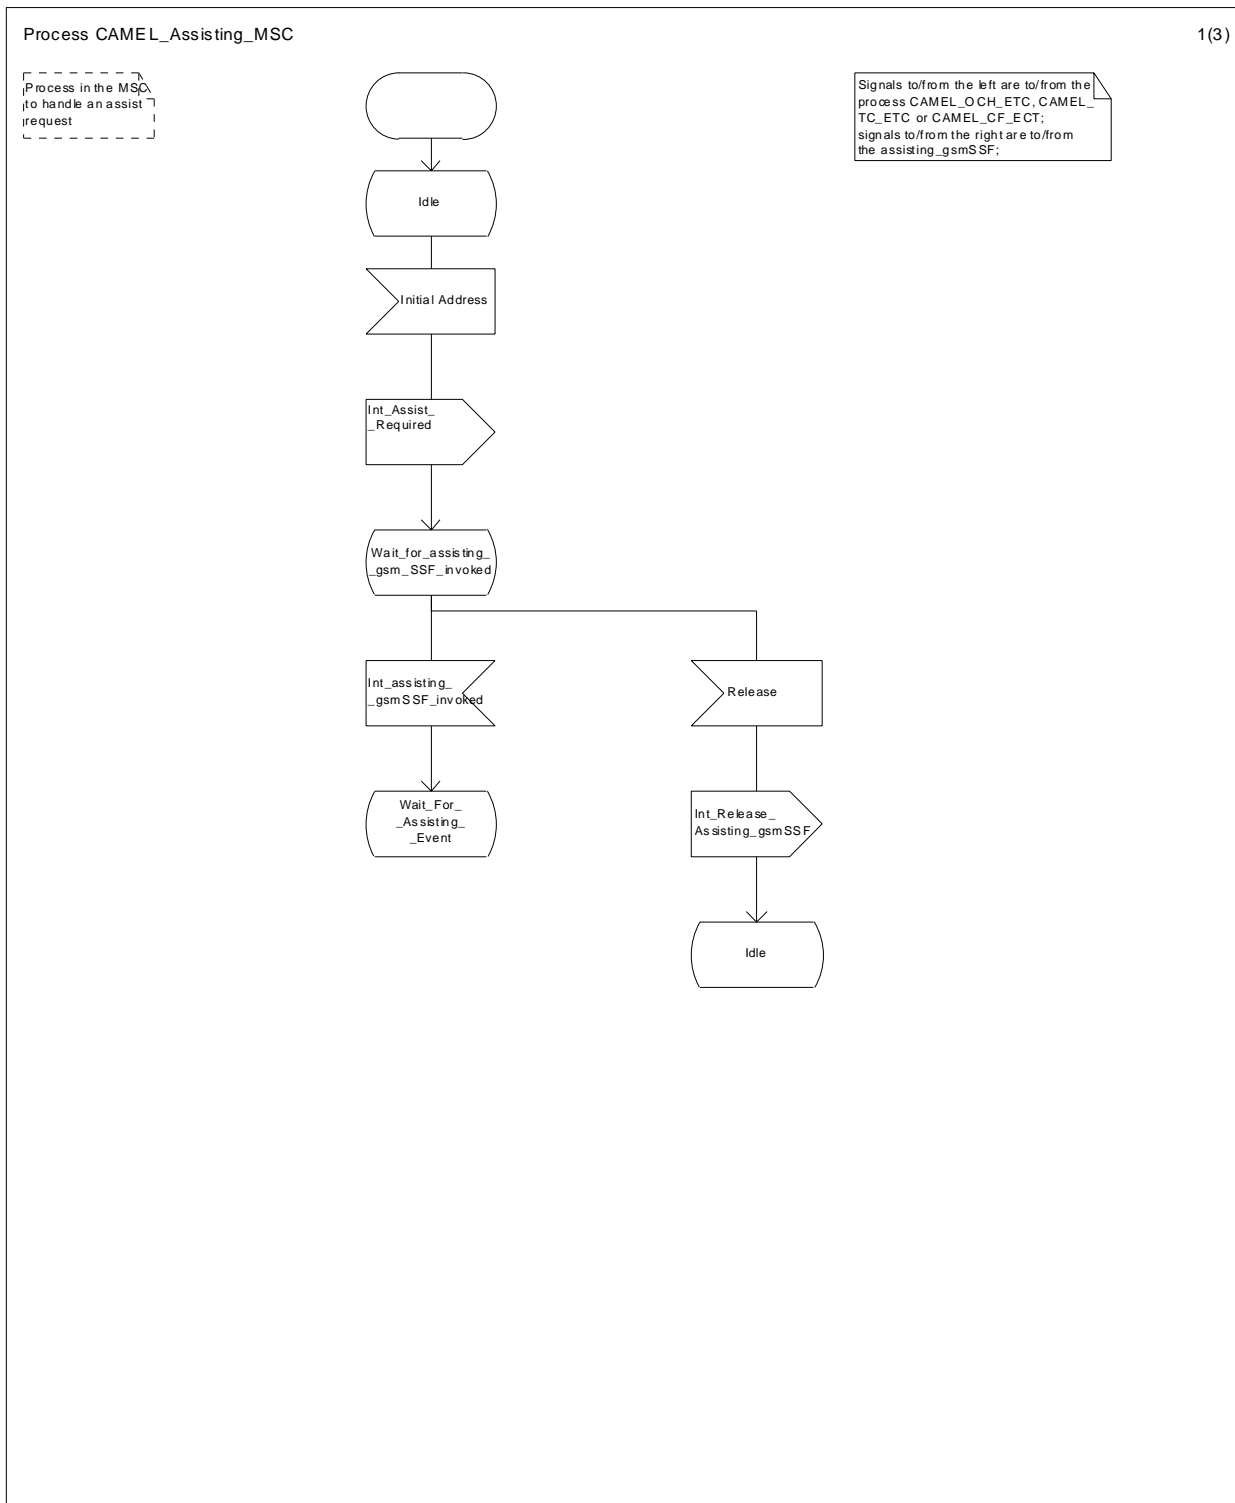 Process CAMEL_Assisting_MSC
1(3)
Process in the MSC
to handle an assist
request
Signals to/from the left are to/from the
process CAMEL_OCH_ETC, CAMEL_
TC_ETC or CAMEL_CF_ECT;
signals to/from the right are to/from
the assisting_gsmSSF;
Idle
Initial Address
Int_Assist_
_Required
Wait_for_assisting_
_gsm_SSF_invoked
Int_assisting_
_gsmSSF_invoked
Release
Wait_For_
_Assisting_
_Event
Int_Release_
Assisting_gsmSSF
Idle